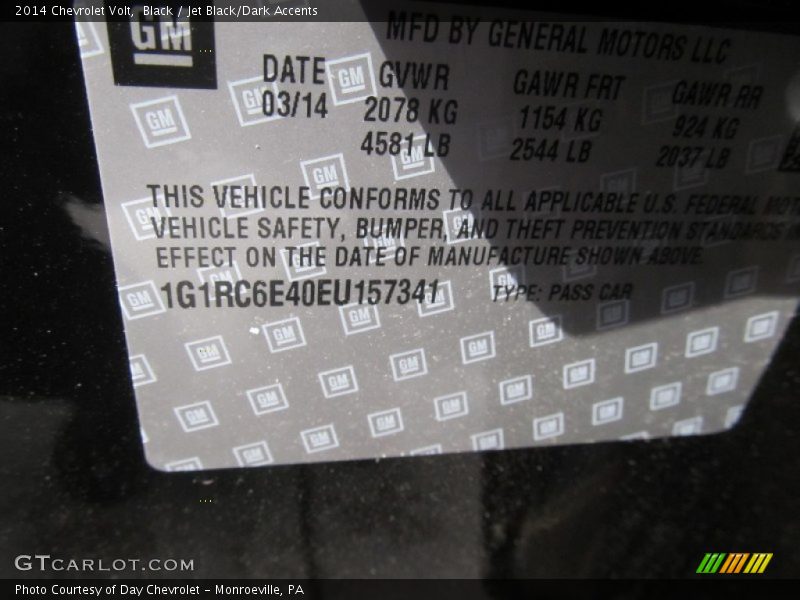 2014 Chevrolet Volt, Black / Jet Black/Dark Accents
GM
MFD BY GENERAL MOTORS LLC
DATE GVWR GAWR FRT GAWR RR
03/14 2078 KG 1154 KG 924 KG
4581 LB 2544 LB 2037 LB
THIS VEHICLE CONFORMS TO ALL APPLICABLE U.S. FEDERAL
VEHICLE SAFETY, BUMPER, AND THEFT PREVENTION STANDARDS
EFFECT ON THE DATE OF MANUFACTURE SHOWN ABOVE.
1G1RC6E40EU157341 TYPE: PASS CAR
GTCARLOT.COM
Photo Courtesy of Day Chevrolet – Monroeville, PA